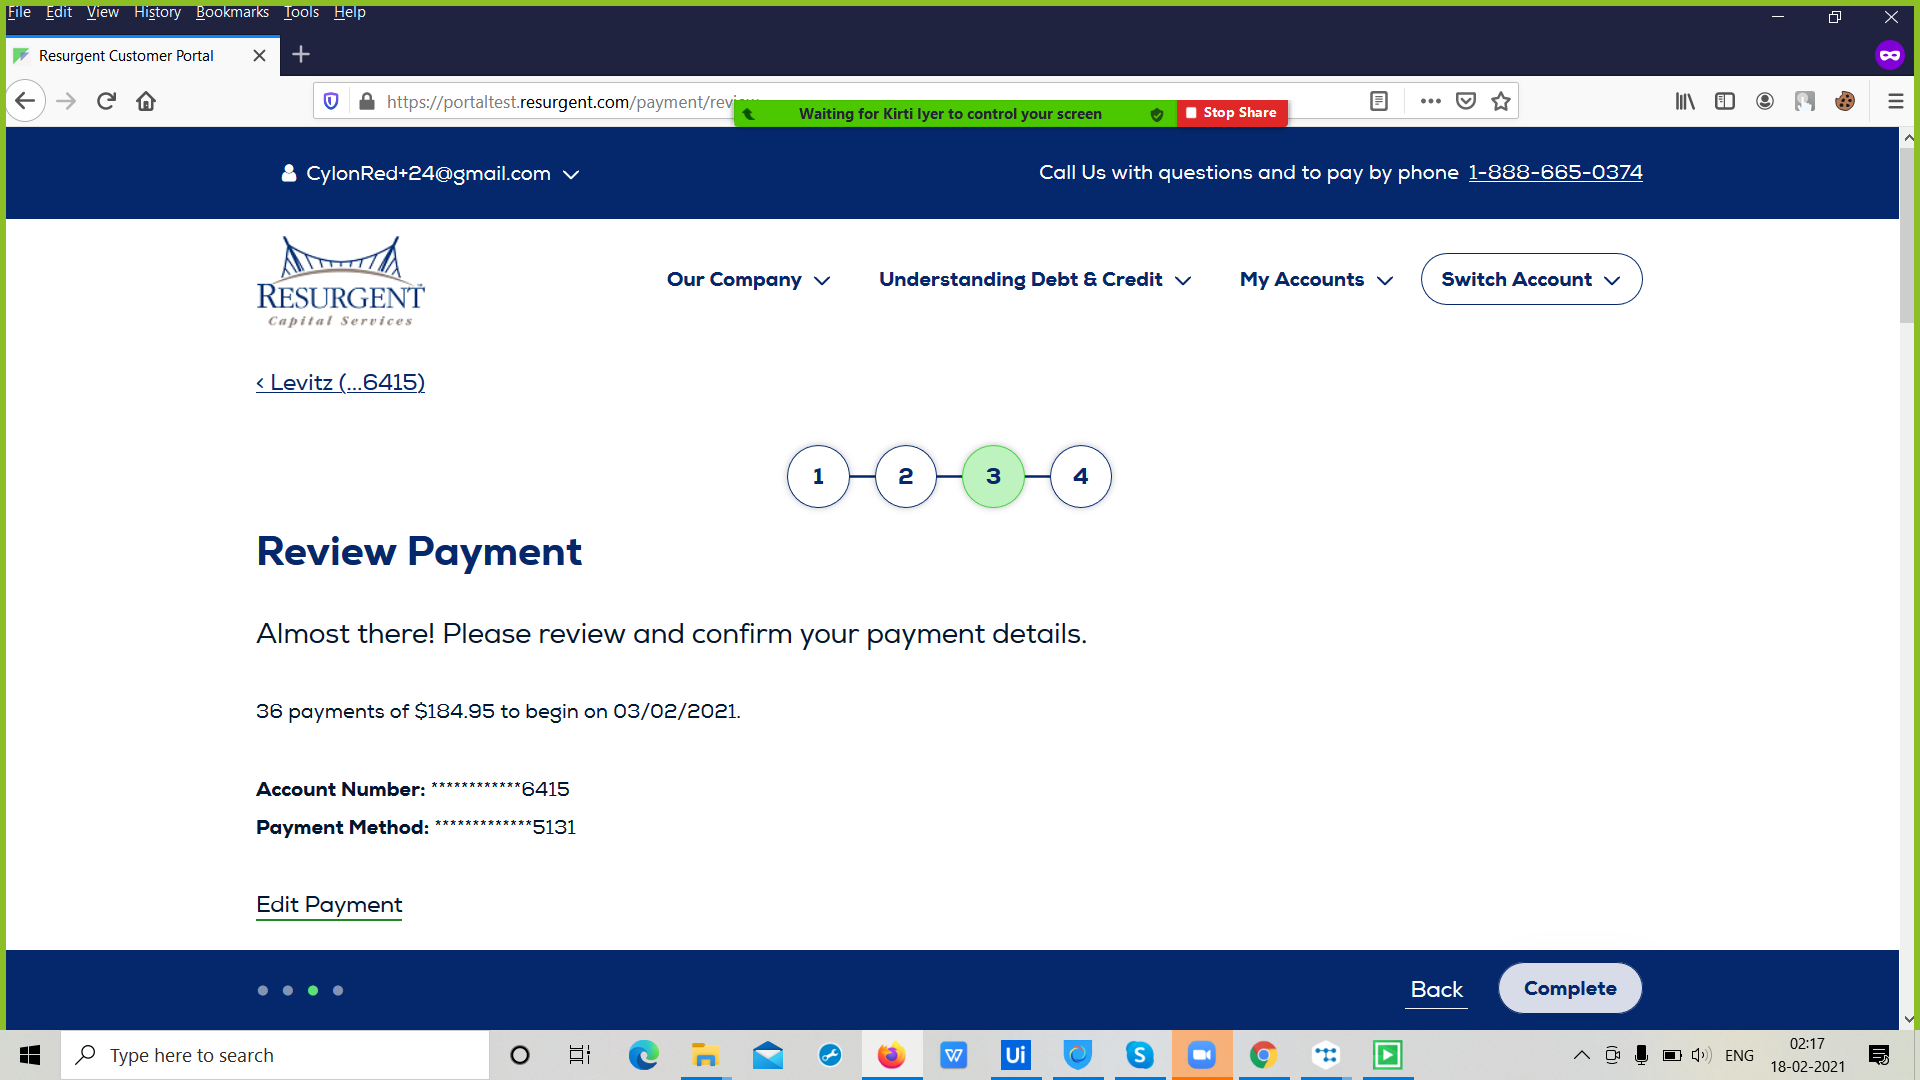 File Edit View History Bookmarks Tools Help
Resurgent Customer Portal
https://portaltest.resurgent.com/payment/review
Waiting for Kirti Iyer to control your screen
Stop Share
CylonRed+24@gmail.com
Call Us with questions and to pay by phone 1-888-665-0374
RESURGENT
Capital Services
Our Company
Understanding Debt & Credit
My Accounts
Switch Account
< Levitz (...6415)
1 2 3 4
Review Payment
Almost there! Please review and confirm your payment details.
36 payments of $184.95 to begin on 03/02/2021.
Account Number: ************6415
Payment Method: *************5131
Edit Payment
Back
Complete
Type here to search
W
Ui
S
ENG
02:17
18-02-2021